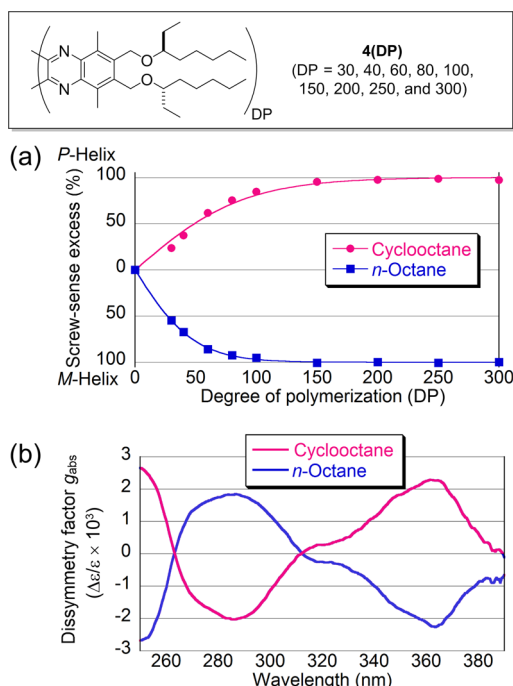 N
N
O
O
DP
4(DP)
(DP = 30, 40, 60, 80, 100,
150, 200, 250, and 300)
(a)
P-Helix
100
50
0
50
100
M-Helix
Screw-sense excess (%)
Cyclooctane
n-Octane
0 50 100 150 200 250 300
Degree of polymerization (DP)
(b)
Cyclooctane
n-Octane
3
2
1
0
-1
-2
-3
Dissymmetry factor gabs
(Δε/ε × 10³)
260 280 300 320 340 360 380
Wavelength (nm)